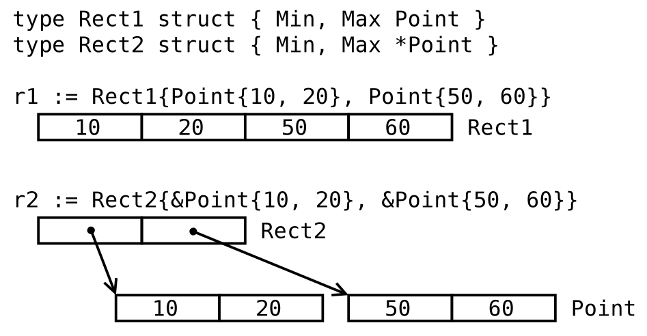 type Rect1 struct { Min, Max Point }
type Rect2 struct { Min, Max *Point }
r1 := Rect1{Point{10, 20}, Point{50, 60}}
10 20 50 60 Rect1
r2 := Rect2{&Point{10, 20}, &Point{50, 60}}
Rect2
10 20 50 60 Point